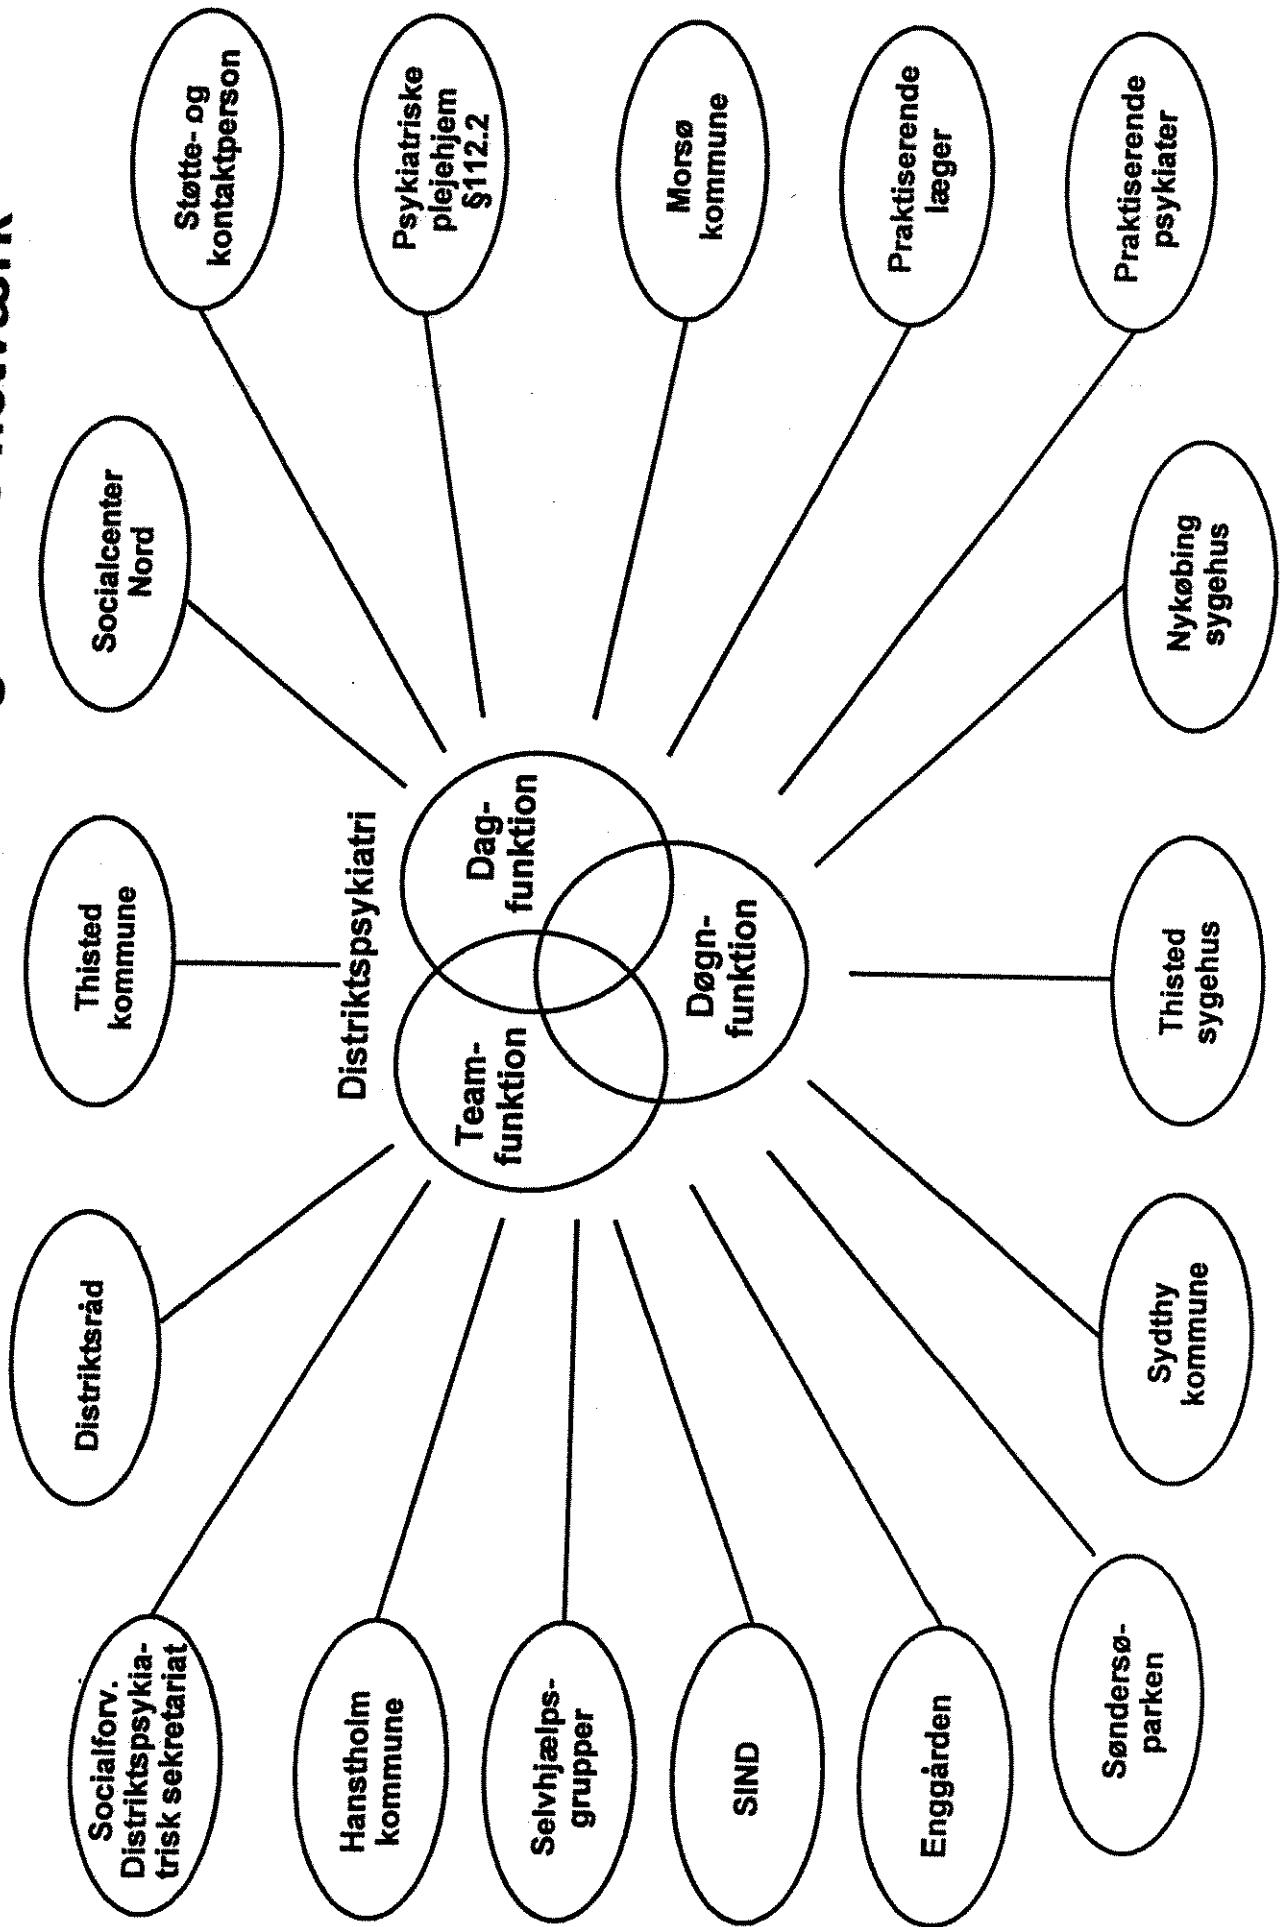 netværk
Socialforv.
Distriktspsykia-
trisk sekretariat
Distriktsråd
Thisted
kommune
Socialcenter
Nord
Støtte- og
kontaktperson
Hanstholm
kommune
Psykiatriske
plejehjem
§112.2
Distriktspsykiatri
Team-
funktion
Dag-
funktion
Døgn-
funktion
Selvhjælps-
grupper
Morsø
kommune
SIND
Praktiserende
læger
Enggården
Praktiserende
psykiater
Søndersø-
parken
Sydthy
kommune
Thisted
sygehus
Nykøbing
sygehus